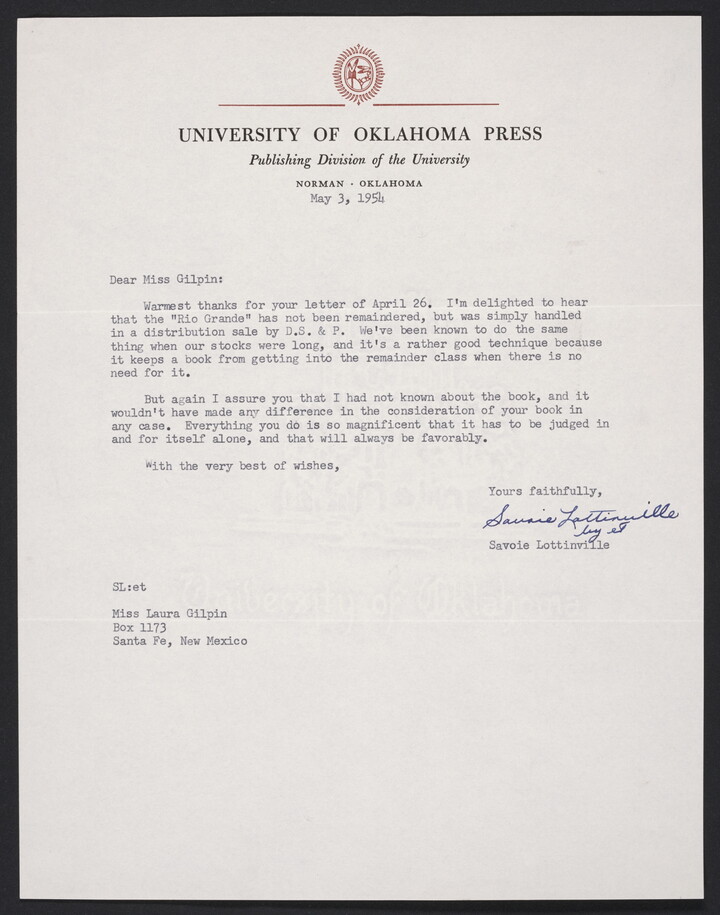 UNIVERSITY OF OKLAHOMA PRESS
Publishing Division of the University
NORMAN · OKLAHOMA
May 3, 1954
Dear Miss Gilpin:
Warmest thanks for your letter of April 26. I'm delighted to hear
that the "Rio Grande" has not been remaindered, but was simply handled
in a distribution sale by D.S. & P. We've been known to do the same
thing when our stocks were long, and it's a rather good technique because
it keeps a book from getting into the remainder class when there is no
need for it.
But again I assure you that I had not known about the book, and it
wouldn't have made any difference in the consideration of your book in
any case. Everything you do is so magnificent that it has to be judged in
and for itself alone, and that will always be favorably.
With the very best of wishes,
Yours faithfully,
Savoie Lottinville
by et
Savoie Lottinville
SL:et
Miss Laura Gilpin
Box 1173
Santa Fe, New Mexico